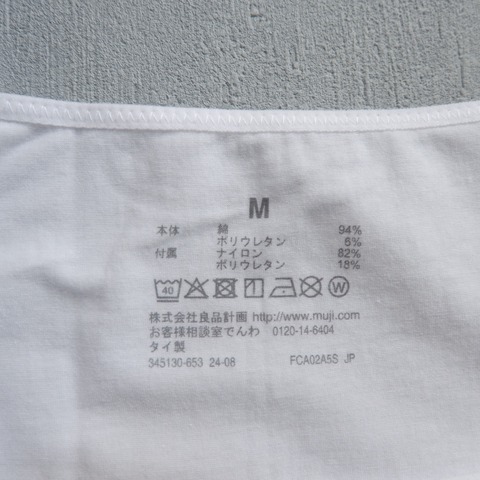 M
本体 綿 94%
ポリウレタン 6%
付属 ナイロン 82%
ポリウレタン 18%
40 W
株式会社良品計画 http://www.muji.com
お客様相談室でんわ 0120-14-6404
タイ製
345130-653 24-08 FCA02A5S JP